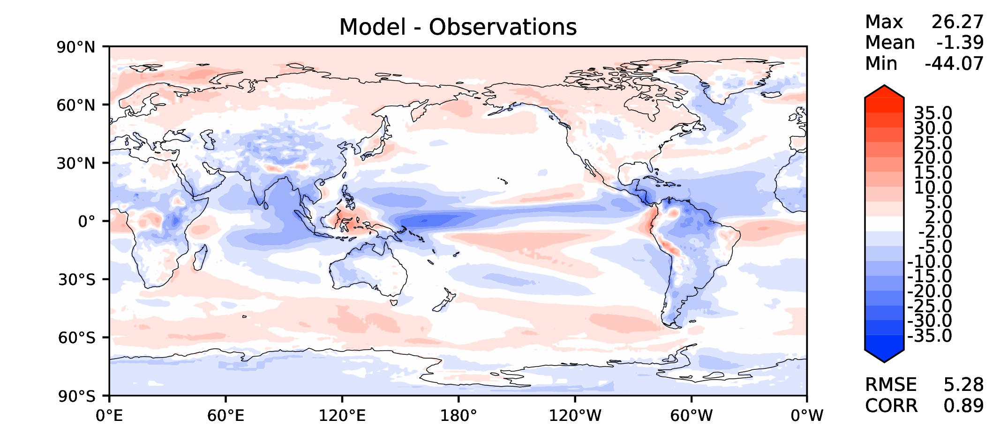 Model - Observations
Max 26.27
Mean -1.39
Min -44.07
90°N
60°N
30°N
0°
30°S
60°S
90°S
0°E
60°E
120°E
180°
120°W
60°W
0°W
35.0
30.0
25.0
20.0
15.0
10.0
5.0
2.0
-2.0
-5.0
-10.0
-15.0
-20.0
-25.0
-30.0
-35.0
RMSE 5.28
CORR 0.89